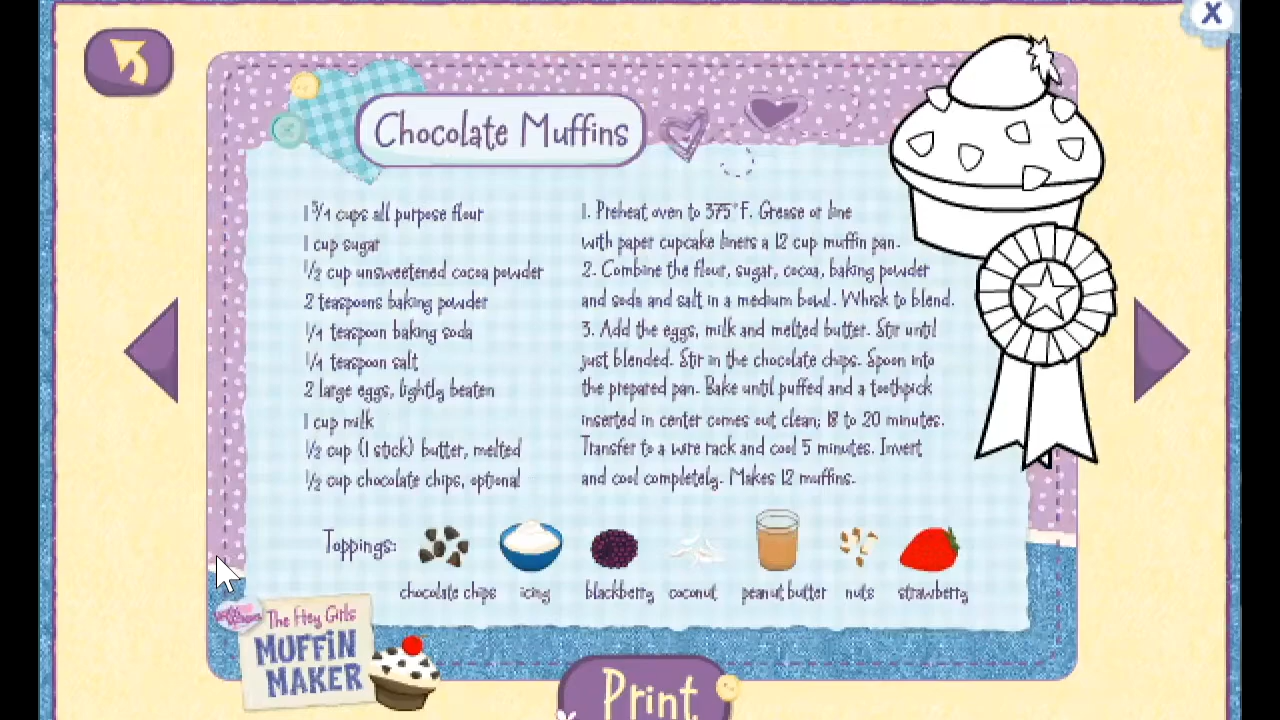 X
Chocolate Muffins
1 3/4 cups all purpose flour
1 cup sugar
1/2 cup unsweetened cocoa powder
2 teaspoons baking powder
1/4 teaspoon baking soda
1/4 teaspoon salt
2 large eggs, lightly beaten
1 cup milk
1/2 cup (1 stick) butter, melted
1/2 cup chocolate chips, optional
1. Preheat oven to 375°F. Grease or line
with paper cupcake liners a 12 cup muffin pan.
2. Combine the flour, sugar, cocoa, baking powder
and soda and salt in a medium bowl. Whisk to blend.
3. Add the eggs, milk and melted butter. Stir until
just blended. Stir in the chocolate chips. Spoon into
the prepared pan. Bake until puffed and a toothpick
inserted in center comes out clean; 18 to 20 minutes.
Transfer to a wire rack and cool 5 minutes. Invert
and cool completely. Makes 12 muffins.
Toppings:
chocolate chips icing blackberry coconut peanut butter nuts strawberry
The Hey Girls
MUFFIN
MAKER
Print